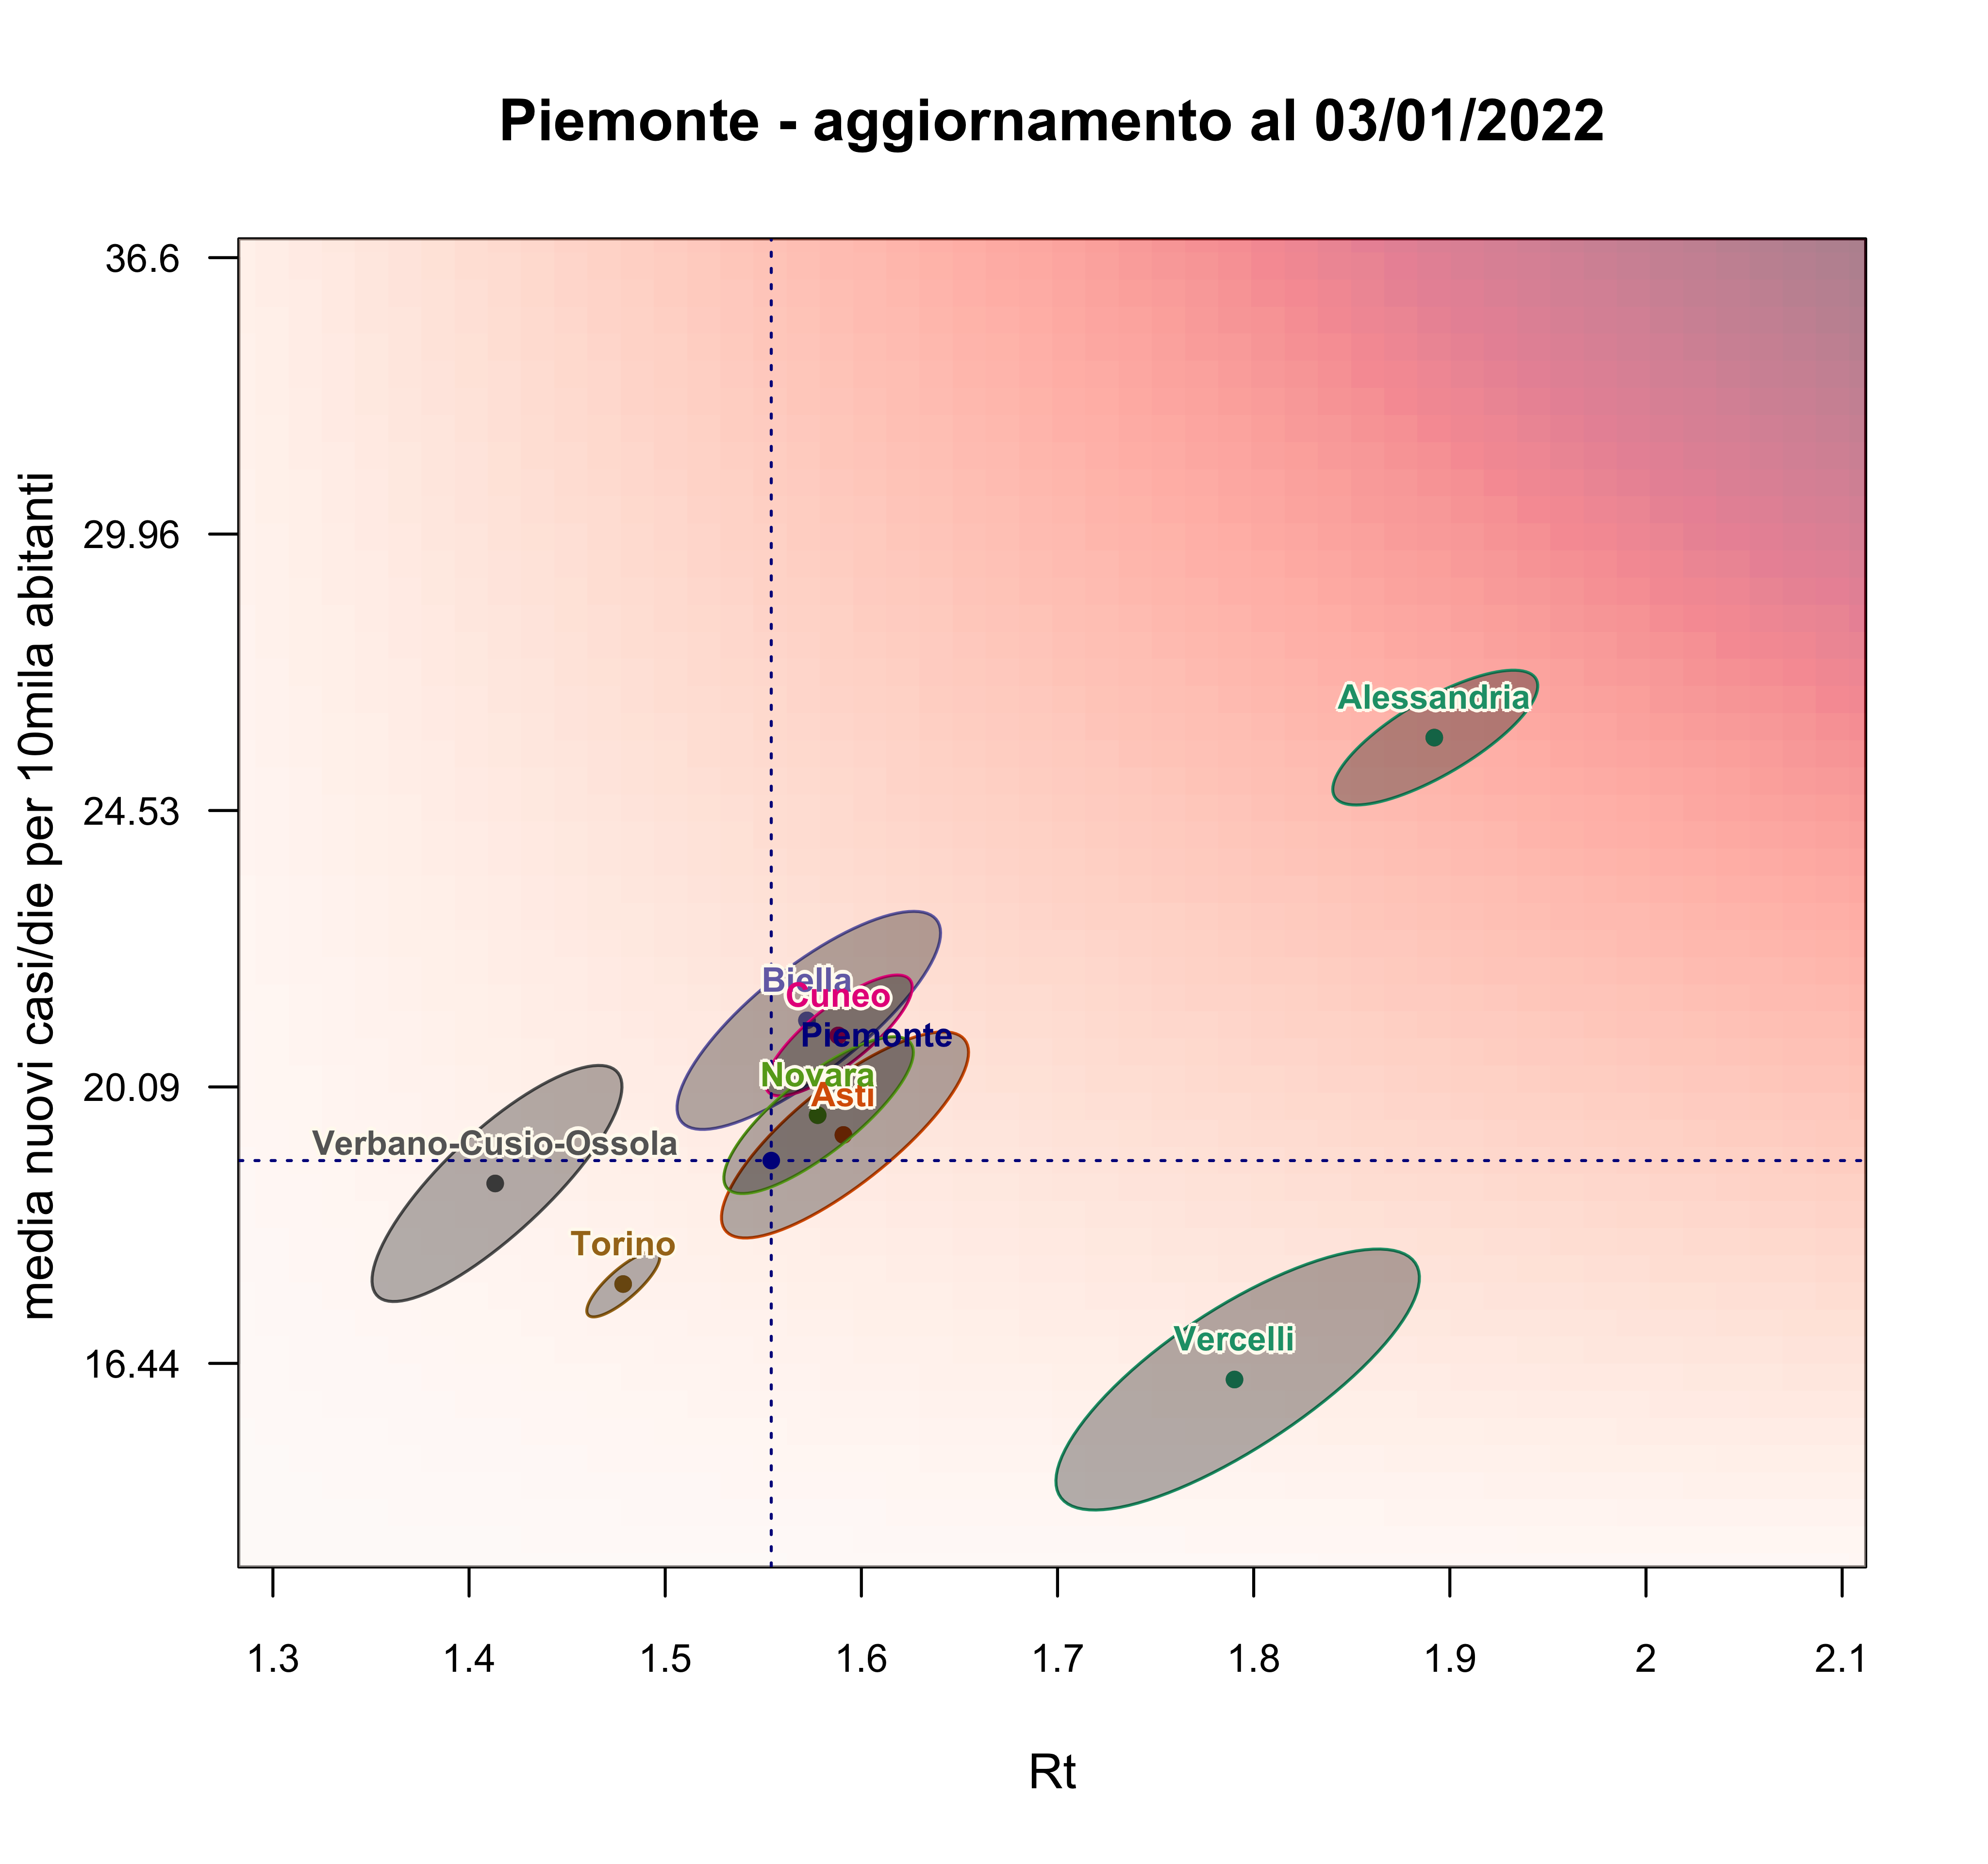 Piemonte - aggiornamento al 03/01/2022
media nuovi casi/die per 10mila abitanti
36.6
29.96
24.53
20.09
16.44
Alessandria
Biella
Cuneo
Piemonte
Novara
Asti
Verbano-Cusio-Ossola
Torino
Vercelli
1.3 1.4 1.5 1.6 1.7 1.8 1.9 2 2.1
Rt